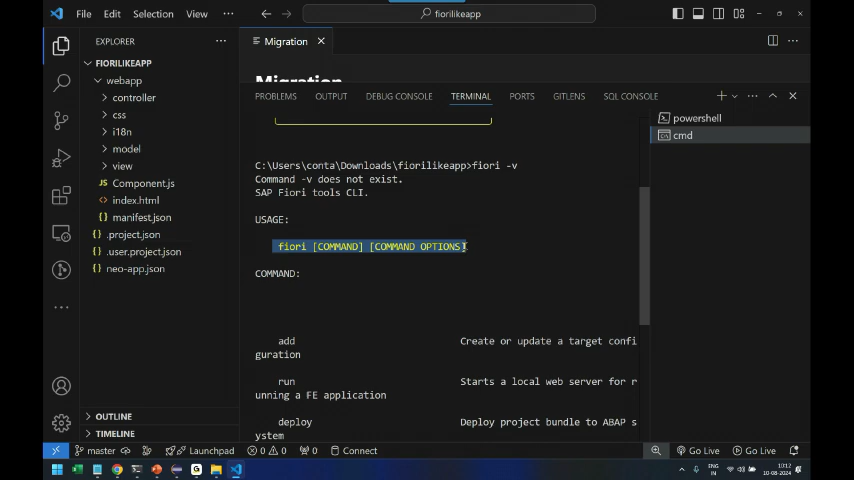 File Edit Selection View ··· fiorilikeapp
EXPLORER ···
Migration
FIORILIKEAPP
webapp
controller
css
i18n
model
view
JS Component.js
<> index.html
{} manifest.json
{} .project.json
{} .user.project.json
{} neo-app.json
OUTLINE
TIMELINE
Migration
PROBLEMS OUTPUT DEBUG CONSOLE TERMINAL PORTS GITLENS SQL CONSOLE
powershell
cmd
C:\Users\conta\Downloads\fiorilikeapp>fiori -v
Command -v does not exist.
SAP Fiori tools CLI.
USAGE:
fiori [COMMAND] [COMMAND OPTIONS]
COMMAND:
add Create or update a target confi
guration
run Starts a local web server for r
unning a FE application
deploy Deploy project bundle to ABAP s
ystem
master Launchpad 0 0 0 Connect Go Live Go Live
ENG
IN
10:12
10-08-2024